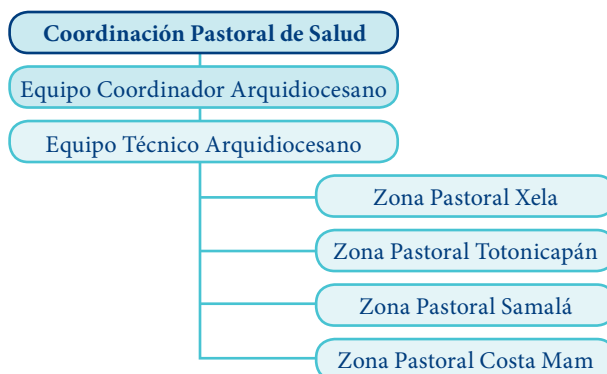 Coordinación Pastoral de Salud
Equipo Coordinador Arquidiocesano
Equipo Técnico Arquidiocesano
Zona Pastoral Xela
Zona Pastoral Totonicapán
Zona Pastoral Samalá
Zona Pastoral Costa Mam